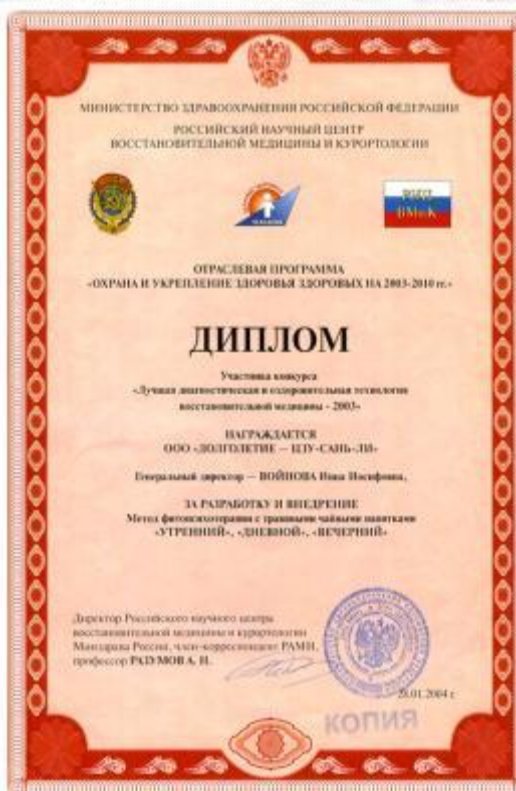 МИНИСТЕРСТВО ЗДРАВООХРАНЕНИЯ РОССИЙСКОЙ ФЕДЕРАЦИИ
РОССИЙСКИЙ НАУЧНЫЙ ЦЕНТР
ВОССТАНОВИТЕЛЬНОЙ МЕДИЦИНЫ И КУРОРТОЛОГИИ
РНЦ
ВМиК
ОТРАСЛЕВАЯ ПРОГРАММА
«ОХРАНА И УКРЕПЛЕНИЕ ЗДОРОВЬЯ ЗДОРОВЫХ НА 2003-2010 гг.»
ДИПЛОМ
Участника конкурса
«Лучшая диагностическая и оздоровительная технология
восстановительной медицины - 2003»
НАГРАЖДАЕТСЯ
ООО «ДОЛГОЛЕТИЕ — ЦЗУ-САНЬ-ЛИ»
Генеральный директор — ВОЙНОВА Инна Иосифовна,
ЗА РАЗРАБОТКУ И ВНЕДРЕНИЕ
Метод фитопсихотерапии с травяными чайными напитками
«УТРЕННИЙ», «ДНЕВНОЙ», «ВЕЧЕРНИЙ»
Директор Российского научного центра
восстановительной медицины и курортологии
Минздрава России, член-корреспондент РАМН,
профессор РАЗУМОВ А. Н.
28.01.2004 г.
КОПИЯ